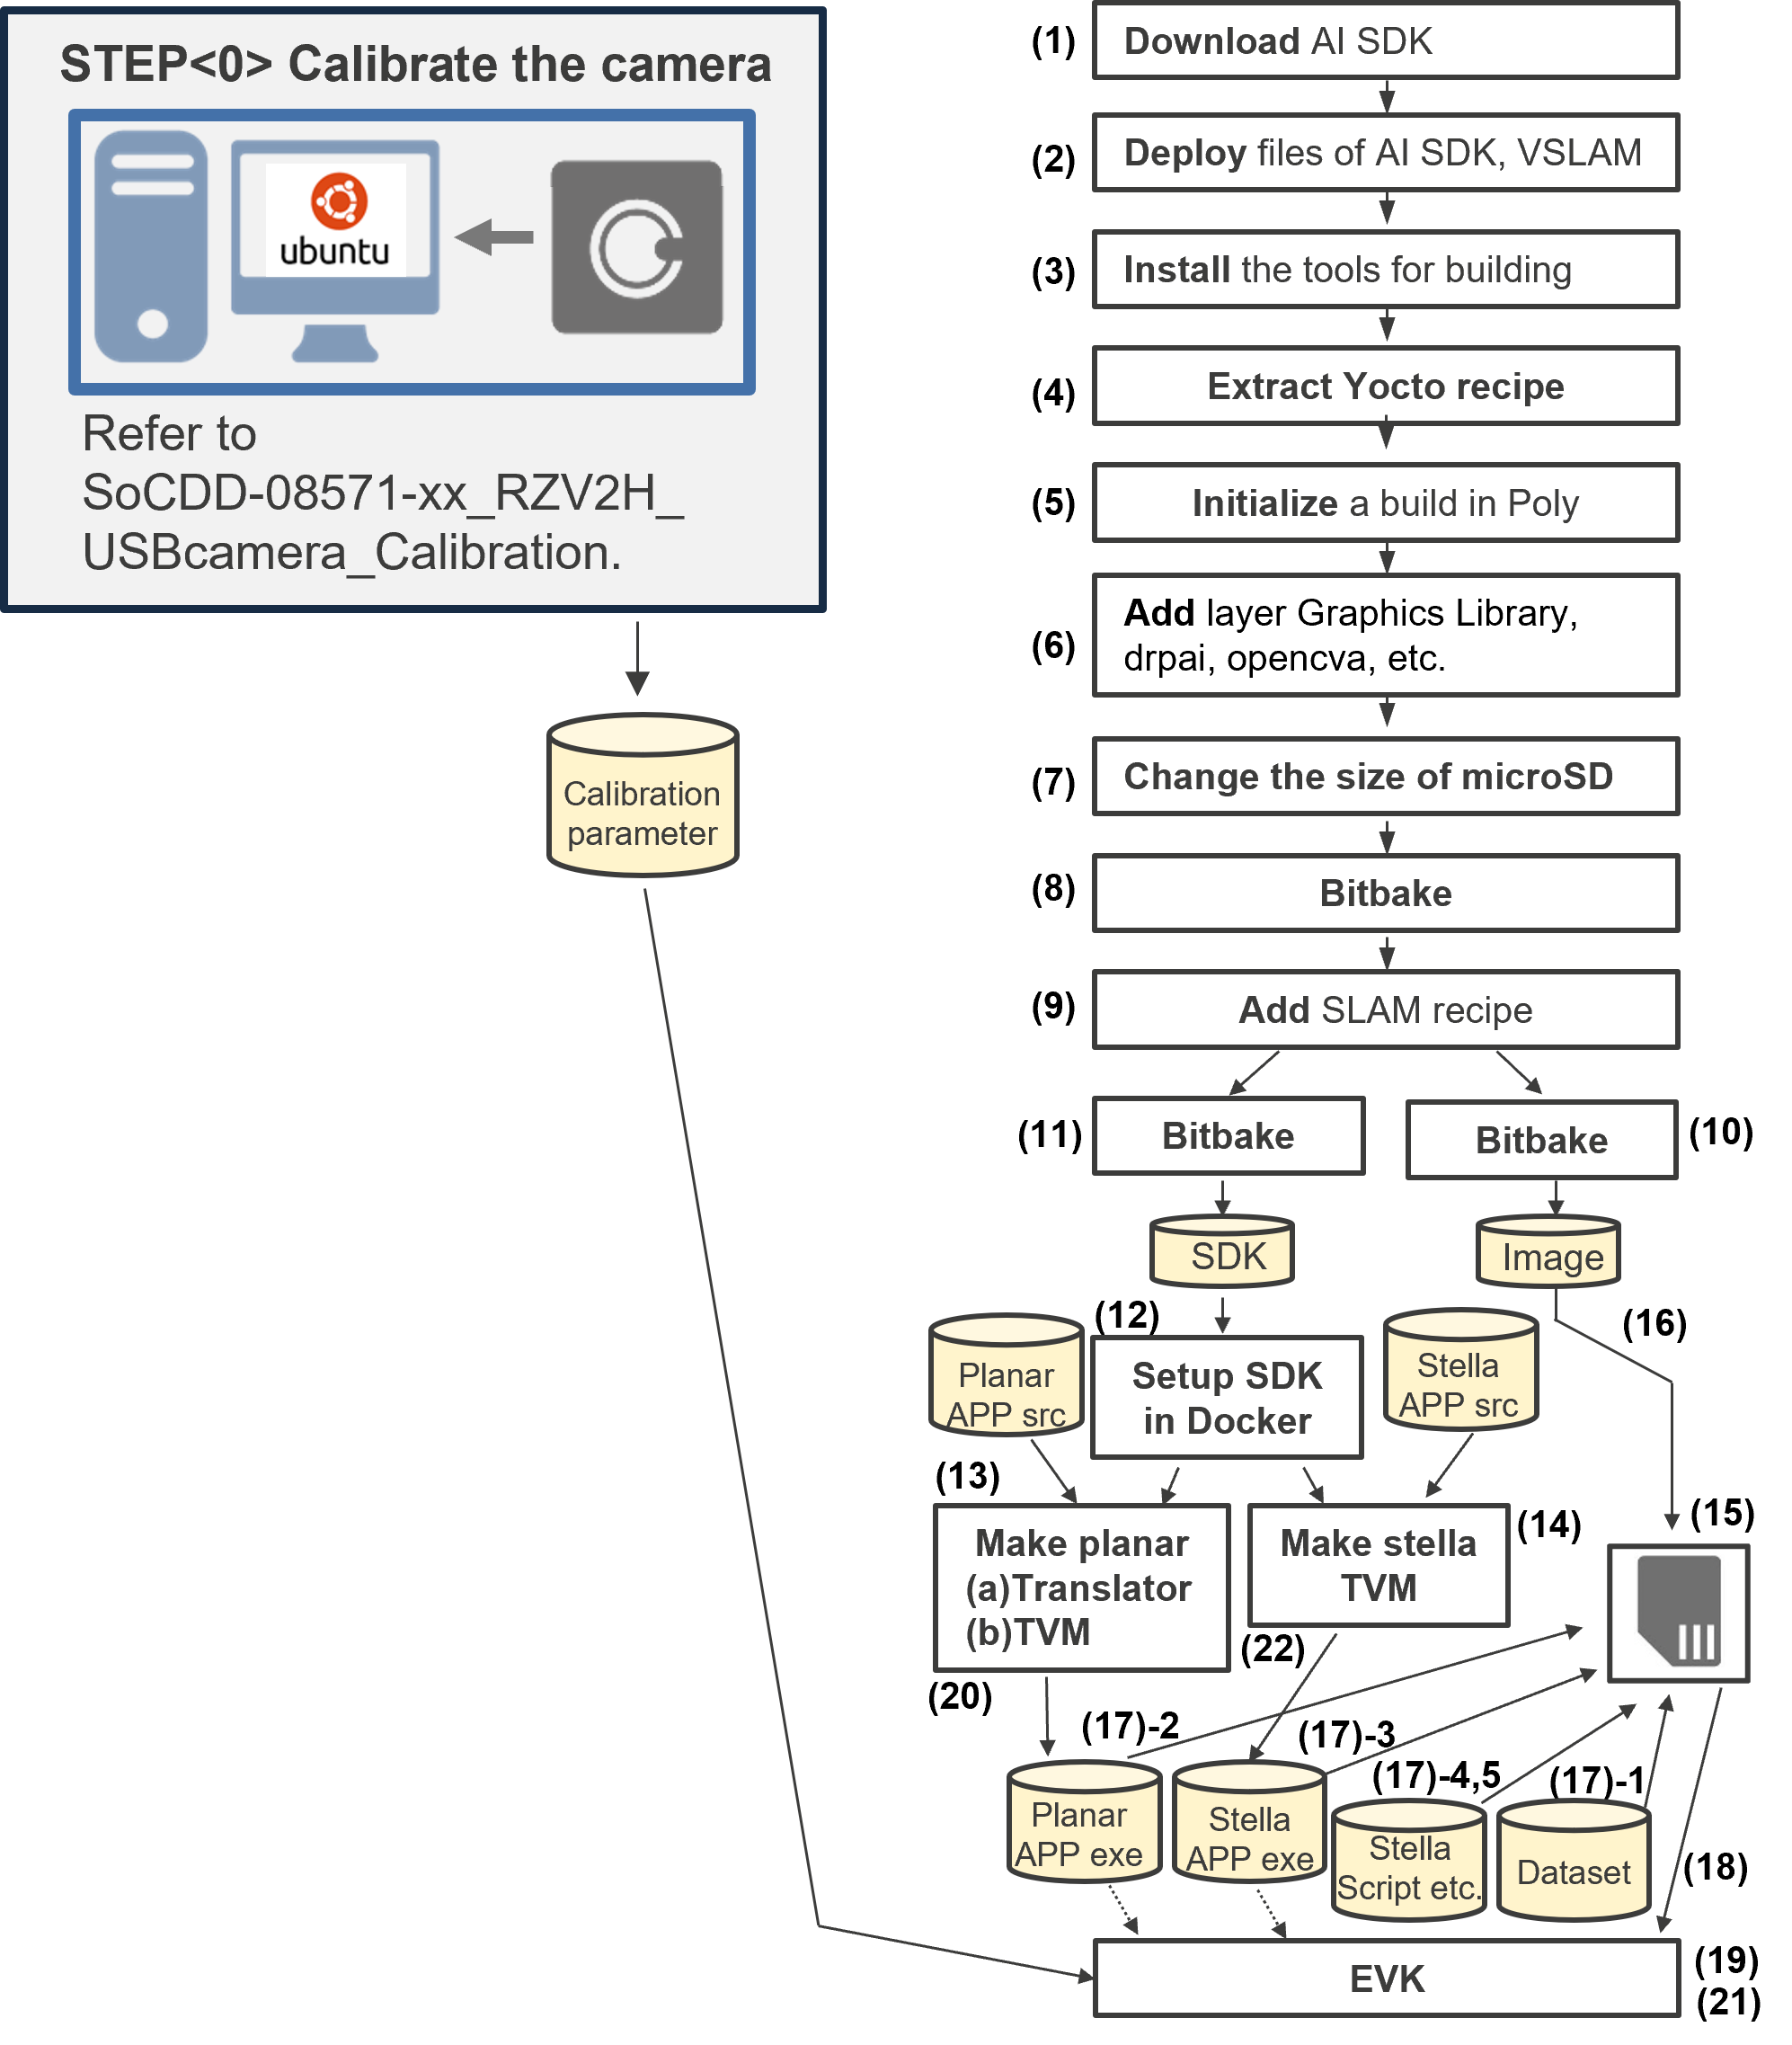 STEP<0> Calibrate the camera
ubuntu
Refer to
SoCDD-08571-xx_RZV2H_
USBcamera_Calibration.
Calibration
parameter
(1)
Download AI SDK
(2)
Deploy files of AI SDK, VSLAM
(3)
Install the tools for building
(4)
Extract Yocto recipe
(5)
Initialize a build in Poly
(6)
Add layer Graphics Library,
drpai, opencva, etc.
(7)
Change the size of microSD
(8)
Bitbake
(9)
Add SLAM recipe
(11)
Bitbake
Bitbake
(10)
SDK
Image
(12)
(16)
Planar
APP src
Setup SDK
in Docker
Stella
APP src
(13)
Make planar
(a)Translator
(b)TVM
Make stella
TVM
(14)
(15)
(20)
(22)
(17)-2
(17)-3
(17)-4,5
(17)-1
Planar
APP exe
Stella
APP exe
Stella
Script etc.
Dataset
(18)
EVK
(19)
(21)